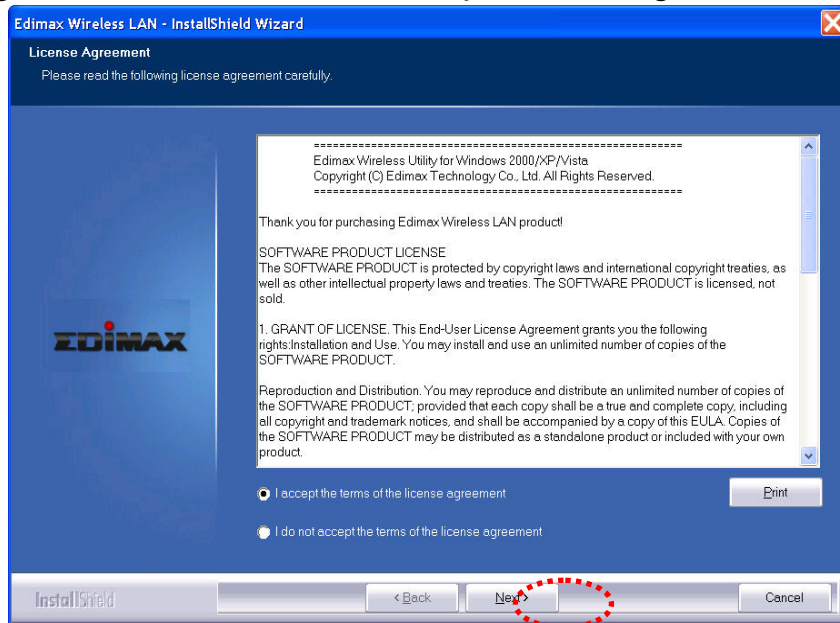 Edimax Wireless LAN - InstallShield Wizard
License Agreement
Please read the following license agreement carefully.
==========================================================
Edimax Wireless Utility for Windows 2000/XP/Vista
Copyright (C) Edimax Technology Co., Ltd. All Rights Reserved.
==========================================================
Thank you for purchasing Edimax Wireless LAN product!
SOFTWARE PRODUCT LICENSE
The SOFTWARE PRODUCT is protected by copyright laws and international copyright treaties, as
well as other intellectual property laws and treaties. The SOFTWARE PRODUCT is licensed, not
sold.
1. GRANT OF LICENSE. This End-User License Agreement grants you the following
rights:Installation and Use. You may install and use an unlimited number of copies of the
SOFTWARE PRODUCT.
Reproduction and Distribution. You may reproduce and distribute an unlimited number of copies of
the SOFTWARE PRODUCT; provided that each copy shall be a true and complete copy, including
all copyright and trademark notices, and shall be accompanied by a copy of this EULA. Copies of
the SOFTWARE PRODUCT may be distributed as a standalone product or included with your own
product.
EDIMAX
I accept the terms of the license agreement
Print
I do not accept the terms of the license agreement
InstallShield
< Back
Next >
Cancel